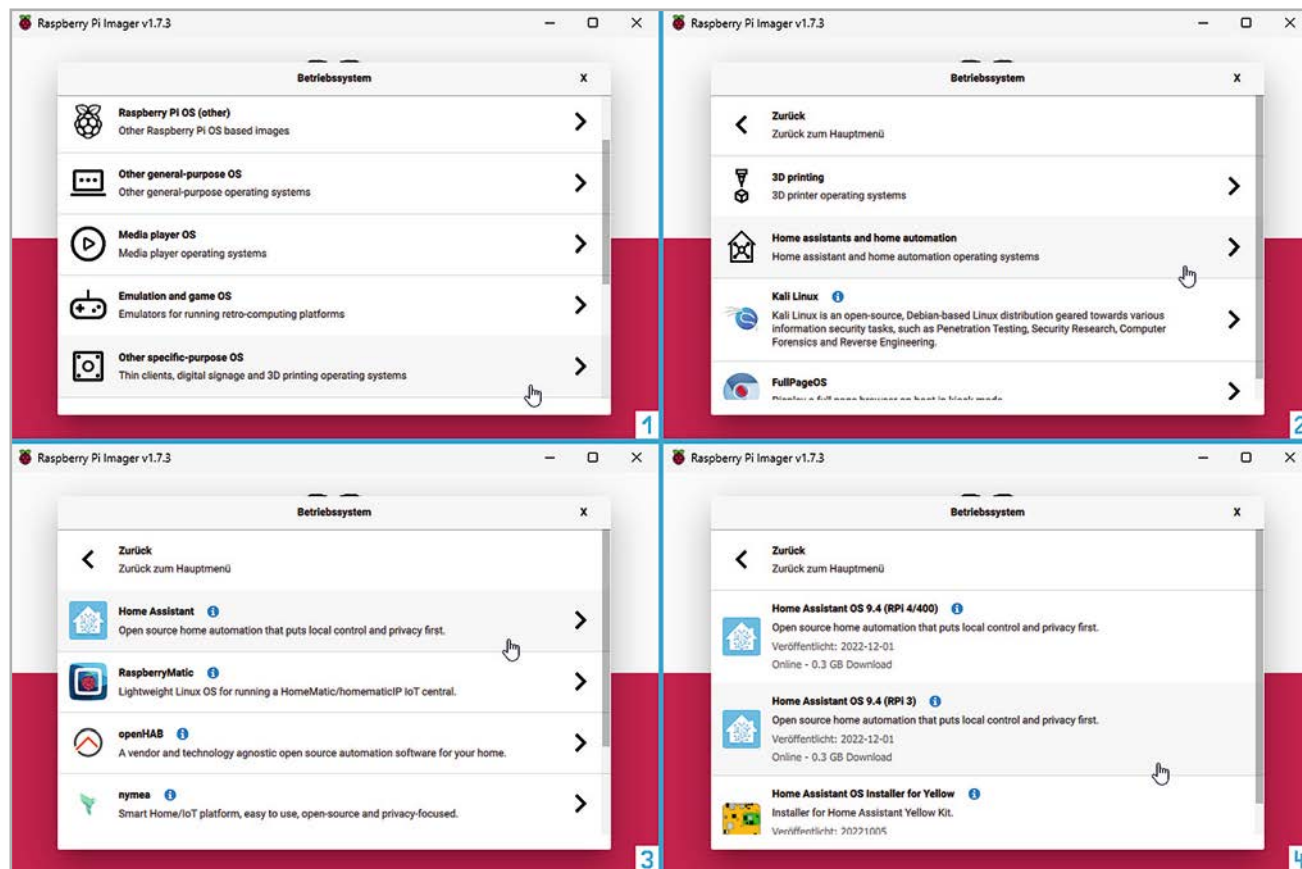 Raspberry Pi Imager v1.7.3
Betriebssystem
X
Raspberry Pi OS (other)
Other Raspberry Pi OS based images
Other general-purpose OS
Other general-purpose operating systems
Media player OS
Media player operating systems
Emulation and game OS
Emulators for running retro-computing platforms
Other specific-purpose OS
Thin clients, digital signage and 3D printing operating systems
1
Raspberry Pi Imager v1.7.3
Betriebssystem
X
Zurück
Zurück zum Hauptmenü
3D printing
3D printer operating systems
Home assistants and home automation
Home assistant and home automation operating systems
Kali Linux
Kali Linux is an open-source, Debian-based Linux distribution geared towards various
information security tasks, such as Penetration Testing, Security Research, Computer
Forensics and Reverse Engineering.
FullPageOS
Display a full page browser on boot in kiosk mode
2
Raspberry Pi Imager v1.7.3
Betriebssystem
X
Zurück
Zurück zum Hauptmenü
Home Assistant
Open source home automation that puts local control and privacy first.
RaspberryMatic
Lightweight Linux OS for running a HomeMatic/homematicIP IoT central.
openHAB
A vendor and technology agnostic open source automation software for your home.
nymea
Smart Home/IoT platform, easy to use, open-source and privacy-focused.
3
Raspberry Pi Imager v1.7.3
Betriebssystem
X
Zurück
Zurück zum Hauptmenü
Home Assistant OS 9.4 (RPi 4/400)
Open source home automation that puts local control and privacy first.
Veröffentlicht: 2022-12-01
Online - 0.3 GB Download
Home Assistant OS 9.4 (RPi 3)
Open source home automation that puts local control and privacy first.
Veröffentlicht: 2022-12-01
Online - 0.3 GB Download
Home Assistant OS Installer for Yellow
Installer for Home Assistant Yellow Kit.
Veröffentlicht: 20221005
4